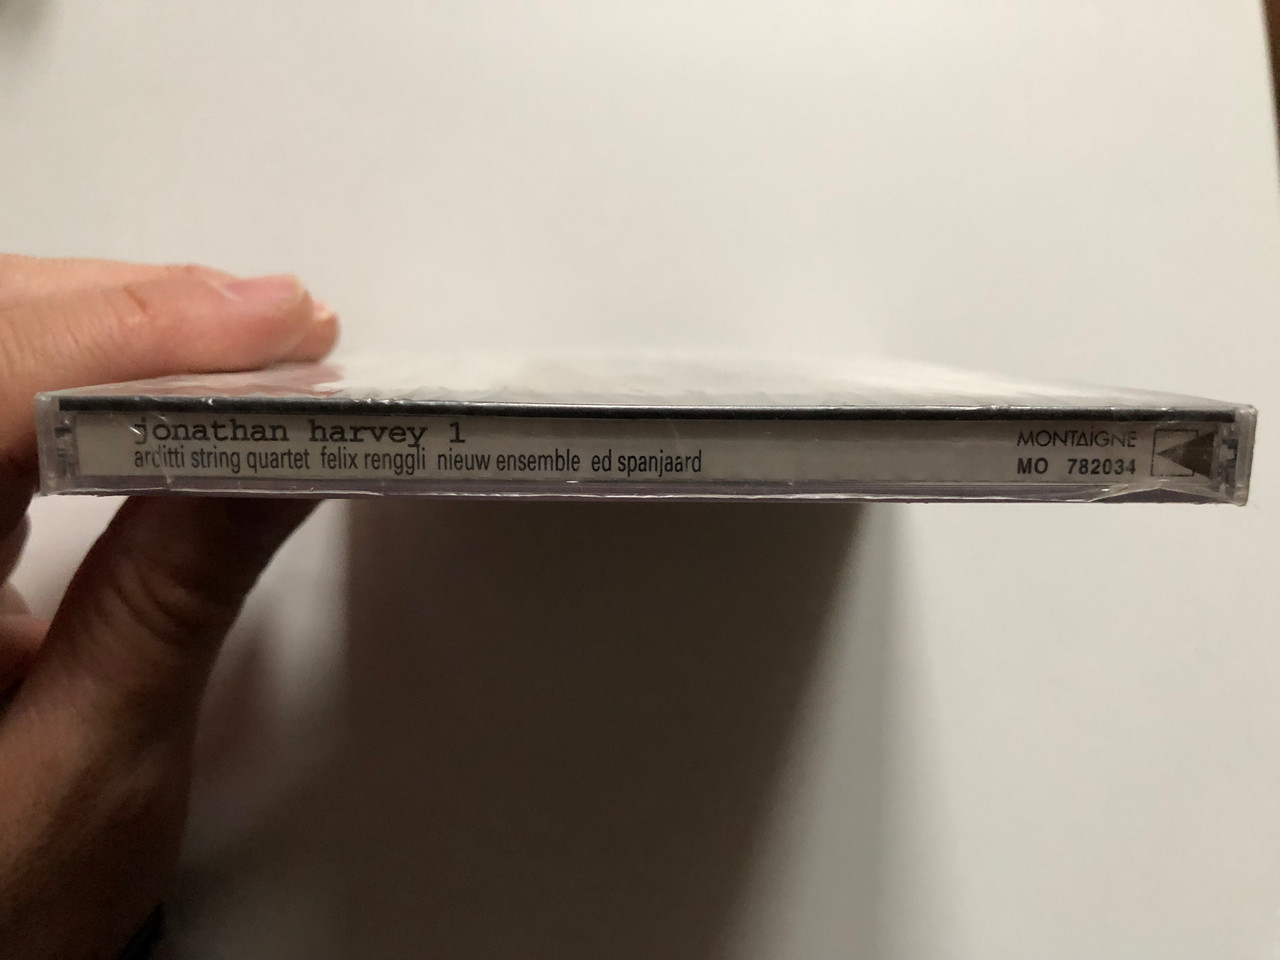 jonathan harvey 1
arditti string quartet felix renggli nieuw ensemble ed spanjaard
MONTAIGNE
MO 782034